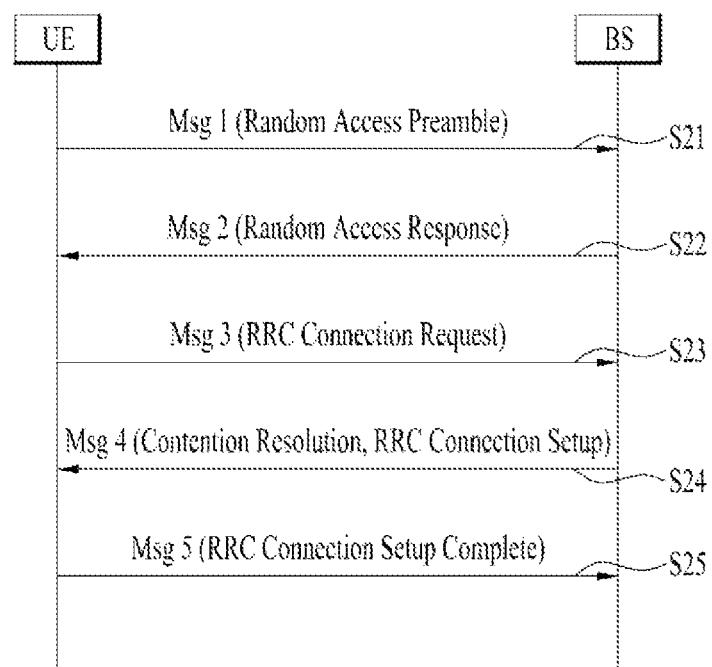 UE
BS
Msg 1 (Random Access Preamble)
S21
Msg 2 (Random Access Response)
S22
Msg 3 (RRC Connection Request)
S23
Msg 4 (Contention Resolution, RRC Connection Setup)
S24
Msg 5 (RRC Connection Setup Complete)
S25